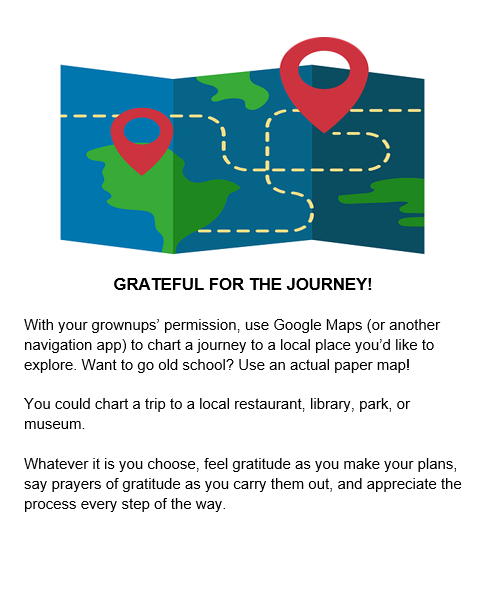 GRATEFUL FOR THE JOURNEY!
With your grownups’ permission, use Google Maps (or another
navigation app) to chart a journey to a local place you’d like to
explore. Want to go old school? Use an actual paper map!
You could chart a trip to a local restaurant, library, park, or
museum.
Whatever it is you choose, feel gratitude as you make your plans,
say prayers of gratitude as you carry them out, and appreciate the
process every step of the way.